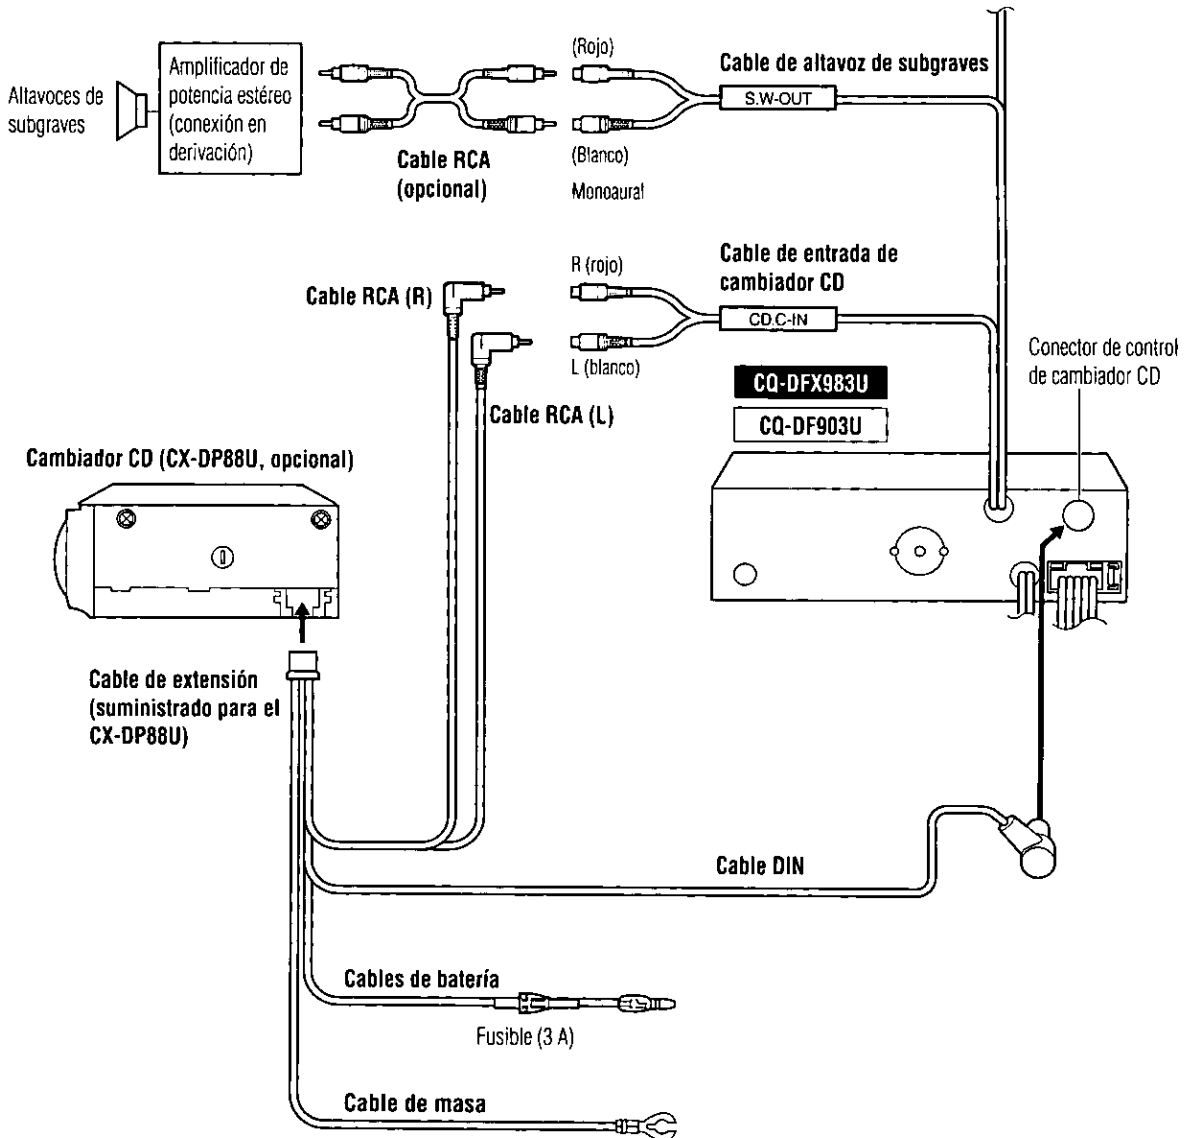 Altavoces de
subgraves
Amplificador de
potencia estéreo
(conexión en
derivación)
Cable RCA
(opcional)
(Rojo)
(Blanco)
Monoaural
Cable de altavoz de subgraves
S.W-OUT
Cable RCA (R)
Cable RCA (L)
R (rojo)
L (blanco)
Cable de entrada de
cambiador CD
CD.C-IN
CQ-DFX983U
CQ-DF903U
Conector de control
de cambiador CD
Cambiador CD (CX-DP88U, opcional)
Cable de extensión
(suministrado para el
CX-DP88U)
Cable DIN
Cables de batería
Fusible (3 A)
Cable de masa